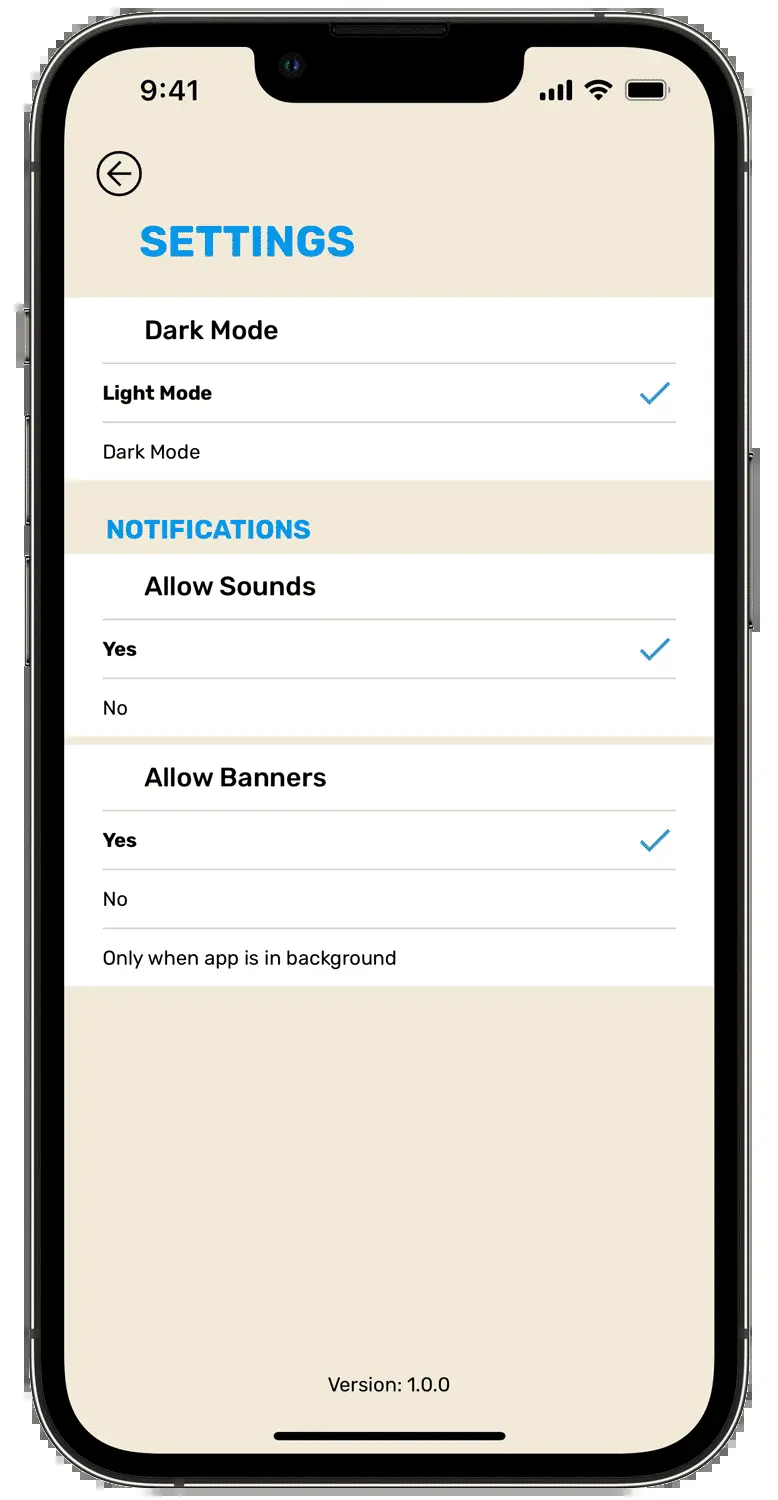 9:41
SETTINGS
Dark Mode
Light Mode
Dark Mode
NOTIFICATIONS
Allow Sounds
Yes
No
Allow Banners
Yes
No
Only when app is in background
Version: 1.0.0